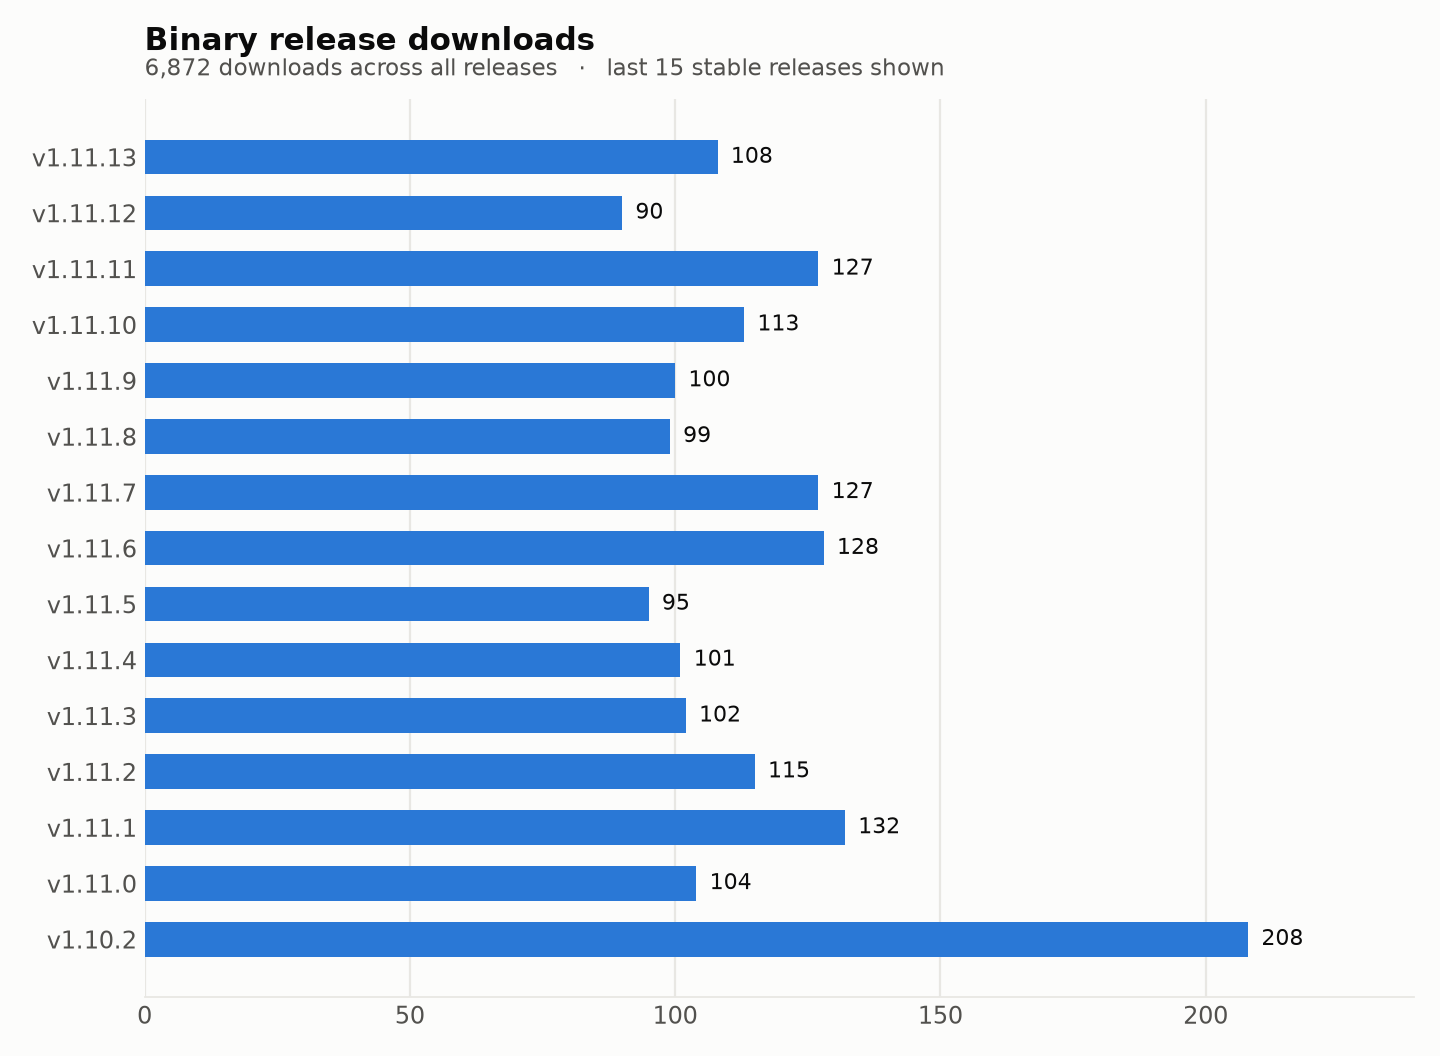 Binary release downloads
6,872 downloads across all releases · last 15 stable releases shown
v1.11.13 108
v1.11.12 90
v1.11.11 127
v1.11.10 113
v1.11.9 100
v1.11.8 99
v1.11.7 127
v1.11.6 128
v1.11.5 95
v1.11.4 101
v1.11.3 102
v1.11.2 115
v1.11.1 132
v1.11.0 104
v1.10.2 208
0 50 100 150 200